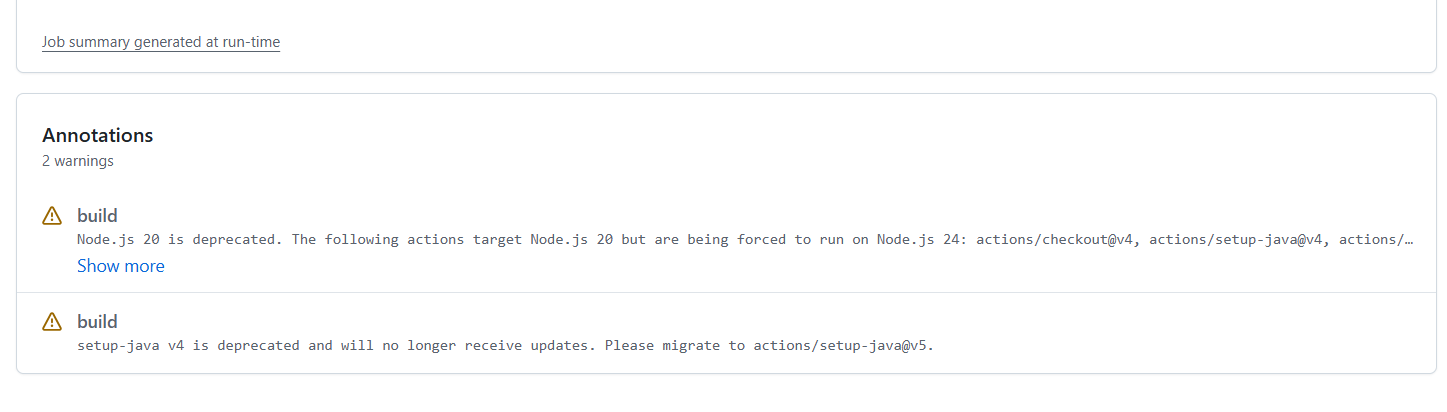 Job summary generated at run-time
Annotations
2 warnings
build
Node.js 20 is deprecated. The following actions target Node.js 20 but are being forced to run on Node.js 24: actions/checkout@v4, actions/setup-java@v4, actions/…
Show more
build
setup-java v4 is deprecated and will no longer receive updates. Please migrate to actions/setup-java@v5.